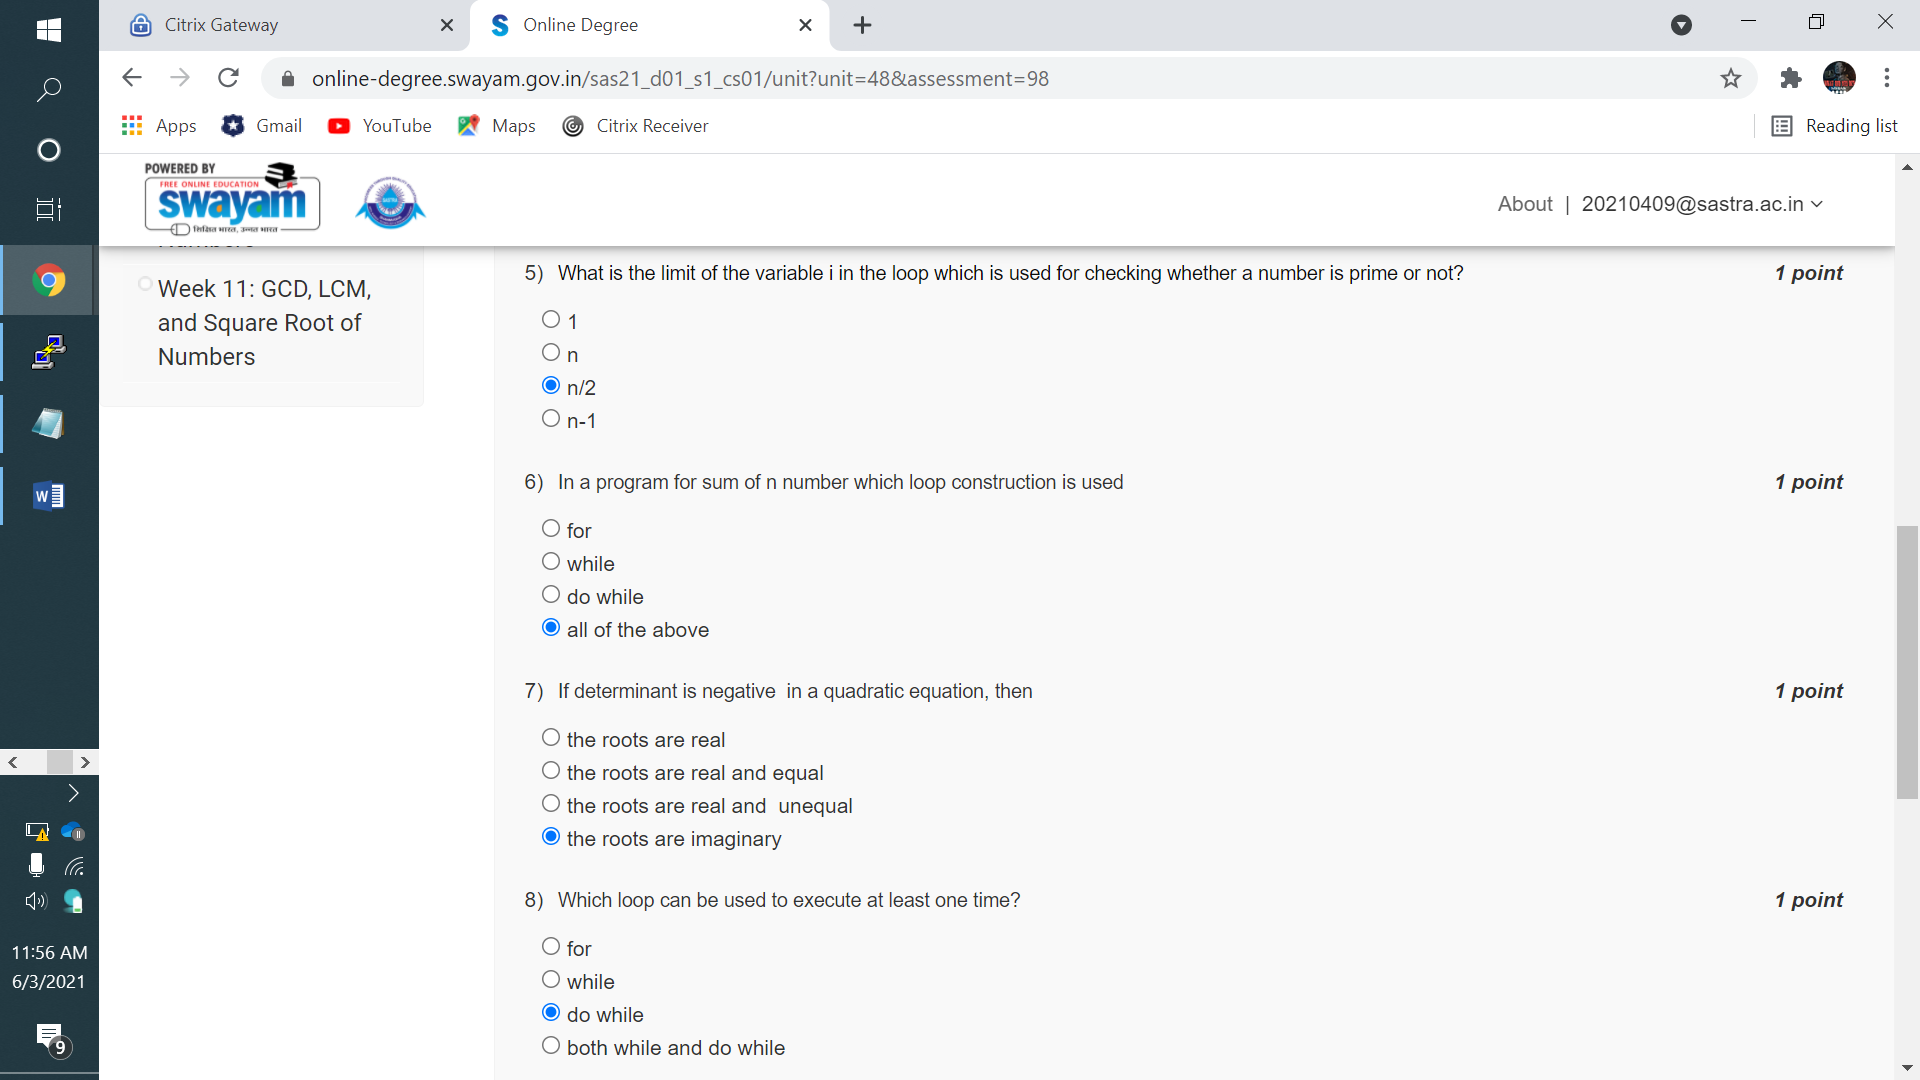 Citrix Gateway
Online Degree
online-degree.swayam.gov.in/sas21_d01_s1_cs01/unit?unit=48&assessment=98
Apps
Gmail
YouTube
Maps
Citrix Receiver
Reading list
POWERED BY
FREE ONLINE EDUCATION
swayam
शिक्षित भारत, उन्नत भारत
About | 20210409@sastra.ac.in
Week 11: GCD, LCM,
and Square Root of
Numbers
5) What is the limit of the variable i in the loop which is used for checking whether a number is prime or not? 1 point
1
n
n/2
n-1
6) In a program for sum of n number which loop construction is used 1 point
for
while
do while
all of the above
7) If determinant is negative in a quadratic equation, then 1 point
the roots are real
the roots are real and equal
the roots are real and unequal
the roots are imaginary
8) Which loop can be used to execute at least one time? 1 point
for
while
do while
both while and do while
11:56 AM
6/3/2021
9